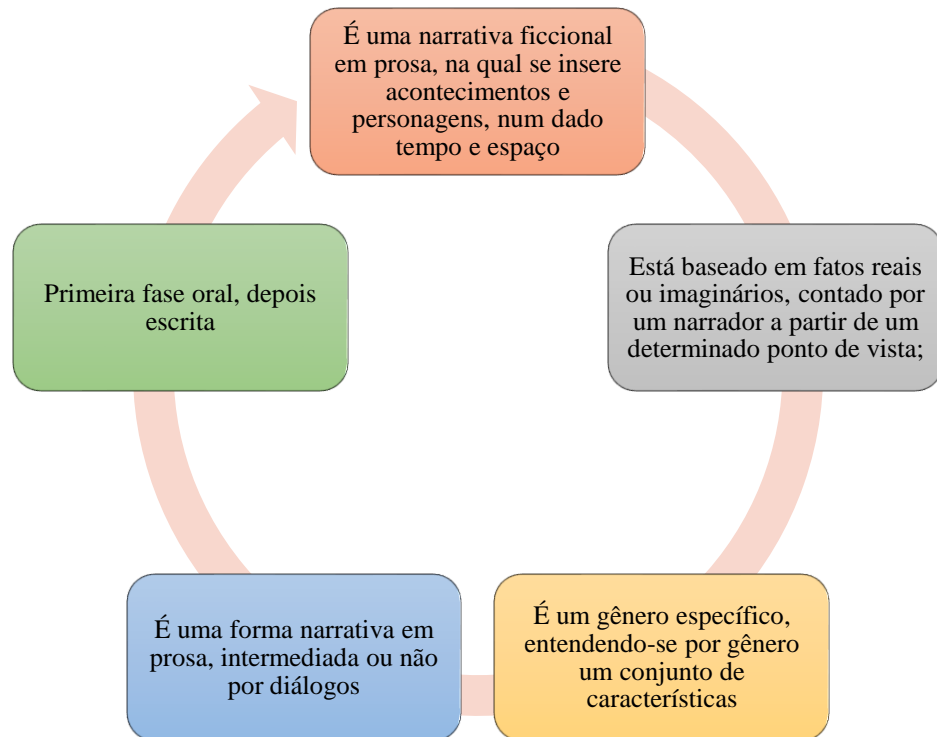 É uma narrativa ficcional
em prosa, na qual se insere
acontecimentos e
personagens, num dado
tempo e espaço
Está baseado em fatos reais
ou imaginários, contado por
um narrador a partir de um
determinado ponto de vista;
É um gênero específico,
entendendo-se por gênero
um conjunto de
características
É uma forma narrativa em
prosa, intermediada ou não
por diálogos
Primeira fase oral, depois
escrita